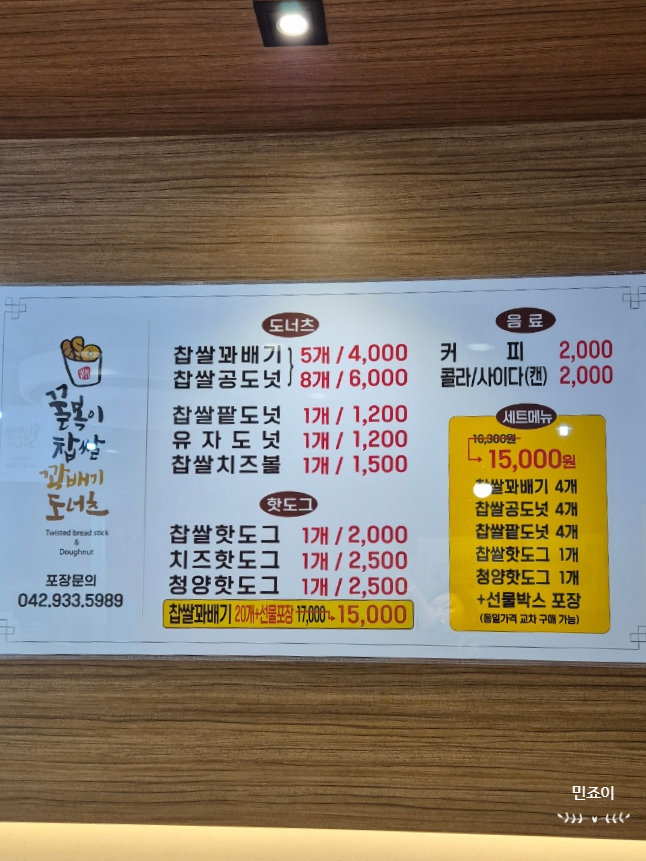 꿀복이
찹쌀
꽈배기
도너츠
Twisted bread stick
&
Doughnut
포장문의
042.933.5989
도너츠
찹쌀꽈배기 5개 / 4,000
찹쌀공도넛 8개 / 6,000
찹쌀팥도넛 1개 / 1,200
유자도넛 1개 / 1,200
찹쌀치즈볼 1개 / 1,500
핫도그
찹쌀핫도그 1개 / 2,000
치즈핫도그 1개 / 2,500
청양핫도그 1개 / 2,500
찹쌀꽈배기 20개+선물포장 17,000 → 15,000
음료
커피 2,000
콜라/사이다(캔) 2,000
세트메뉴
16,300원
15,000원
찹쌀꽈배기 4개
찹쌀공도넛 4개
찹쌀팥도넛 4개
찹쌀핫도그 1개
청양핫도그 1개
+선물박스 포장
(동일가격 교차 구매 가능)
민죠이